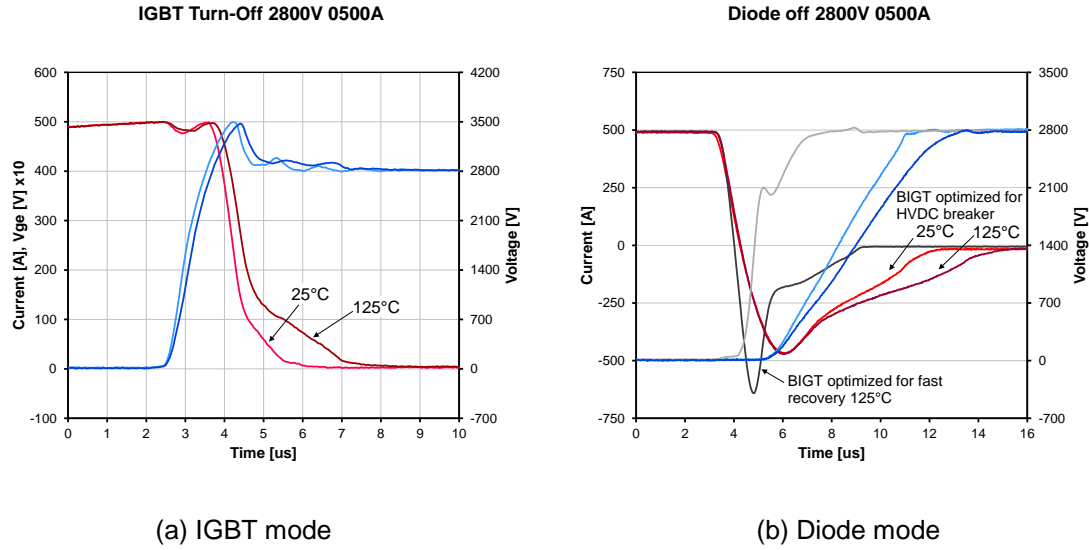 IGBT Turn-Off 2800V 0500A
600
500
400
300
200
100
0
-100
Current [A], Vge [V] x10
4200
3500
2800
2100
1400
700
0
-700
Voltage [V]
25°C
125°C
0 1 2 3 4 5 6 7 8 9 10
Time [us]
(a) IGBT mode
Diode off 2800V 0500A
750
500
250
0
-250
-500
-750
Current [A]
3500
2800
2100
1400
700
0
-700
Voltage [V]
BIGT optimized for
HVDC breaker
25°C 125°C
BIGT optimized for fast
recovery 125°C
0 2 4 6 8 10 12 14 16
Time [us]
(b) Diode mode